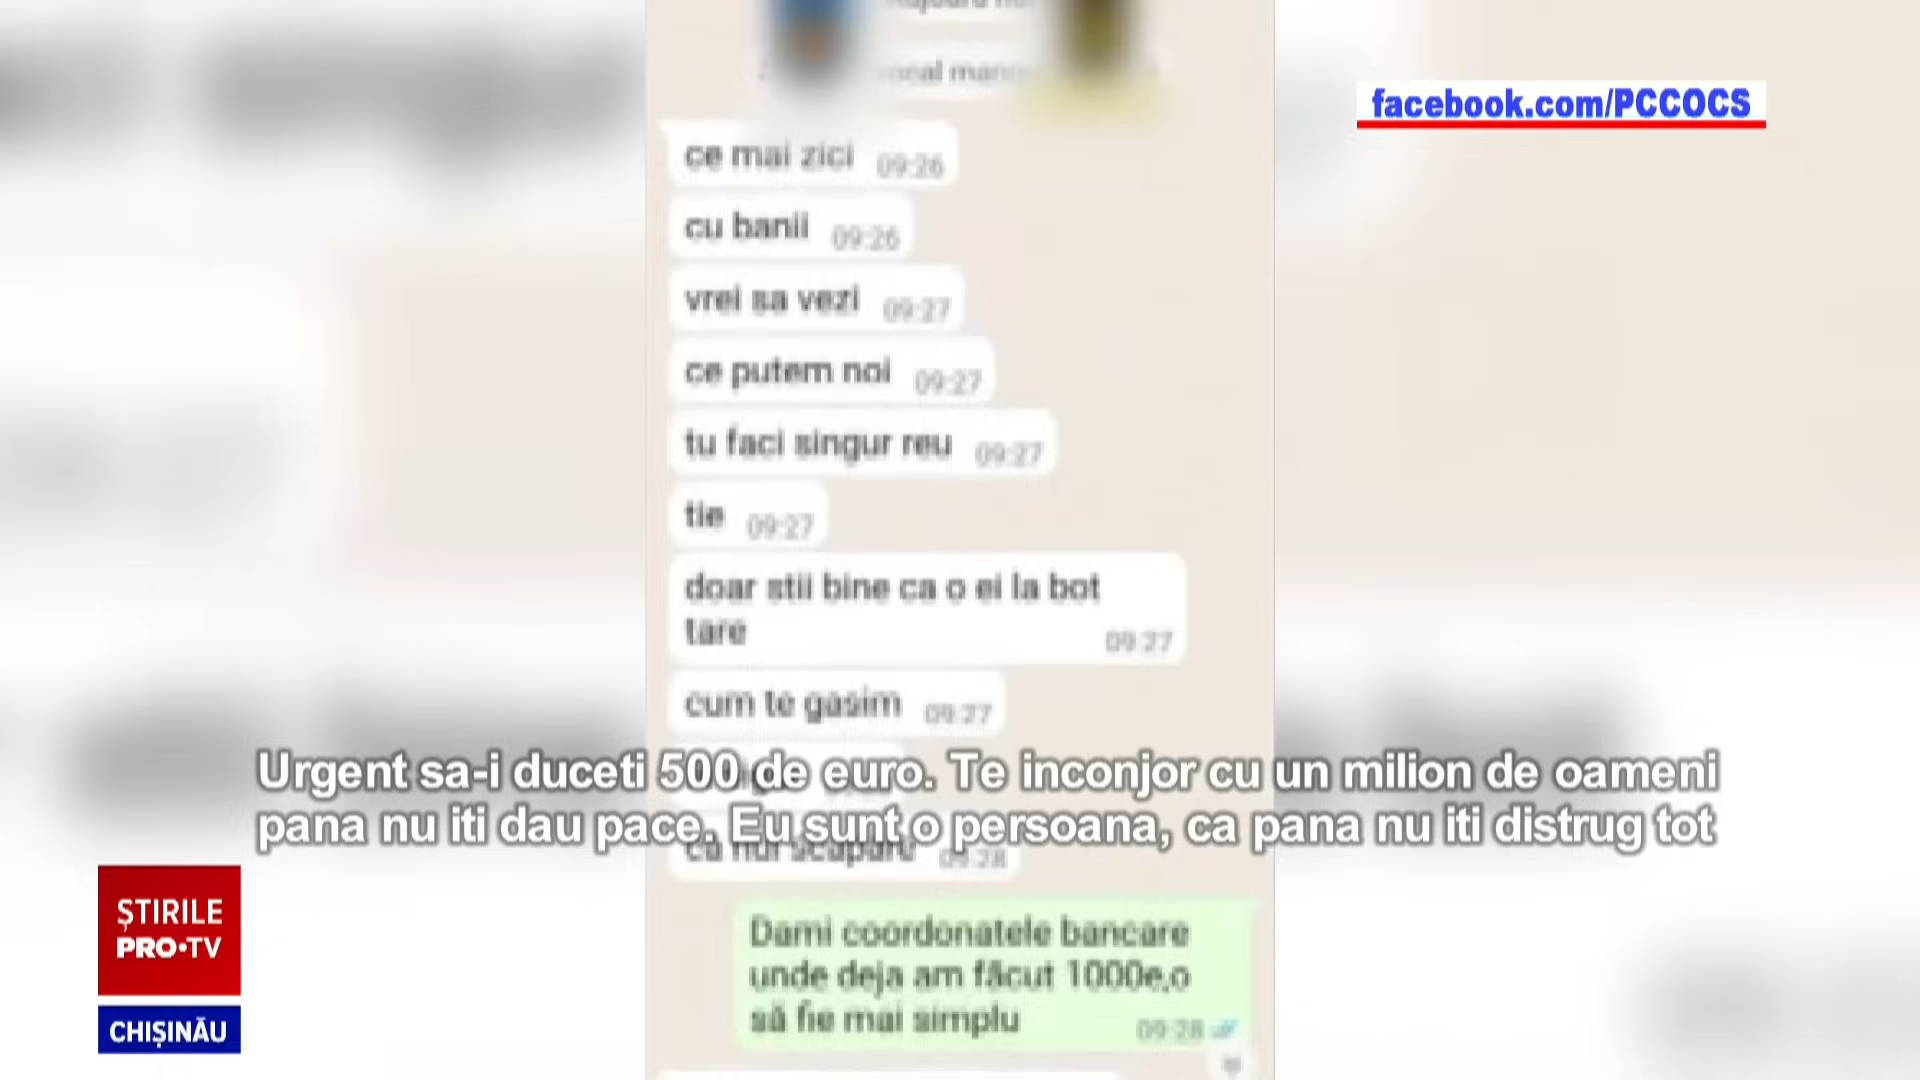 facebook.com/PCCOCS
ce mai zici 09:26
cu banii 09:26
vrei sa vezi 09:27
ce putem noi 09:27
tu faci singur reu 09:27
tie 09:27
doar stii bine ca o ei la bot
tare 09:27
cum te gasim 09:27
Urgent sa-i duceti 500 de euro. Te inconjor cu un milion de oameni
pana nu iti dau pace. Eu sunt o persoana, ca pana nu iti distrug tot
09:28
Dami coordonatele bancare
unde deja am făcut 1000e,o
să fie mai simplu 09:28
ȘTIRILE
PRO•TV
CHIȘINĂU